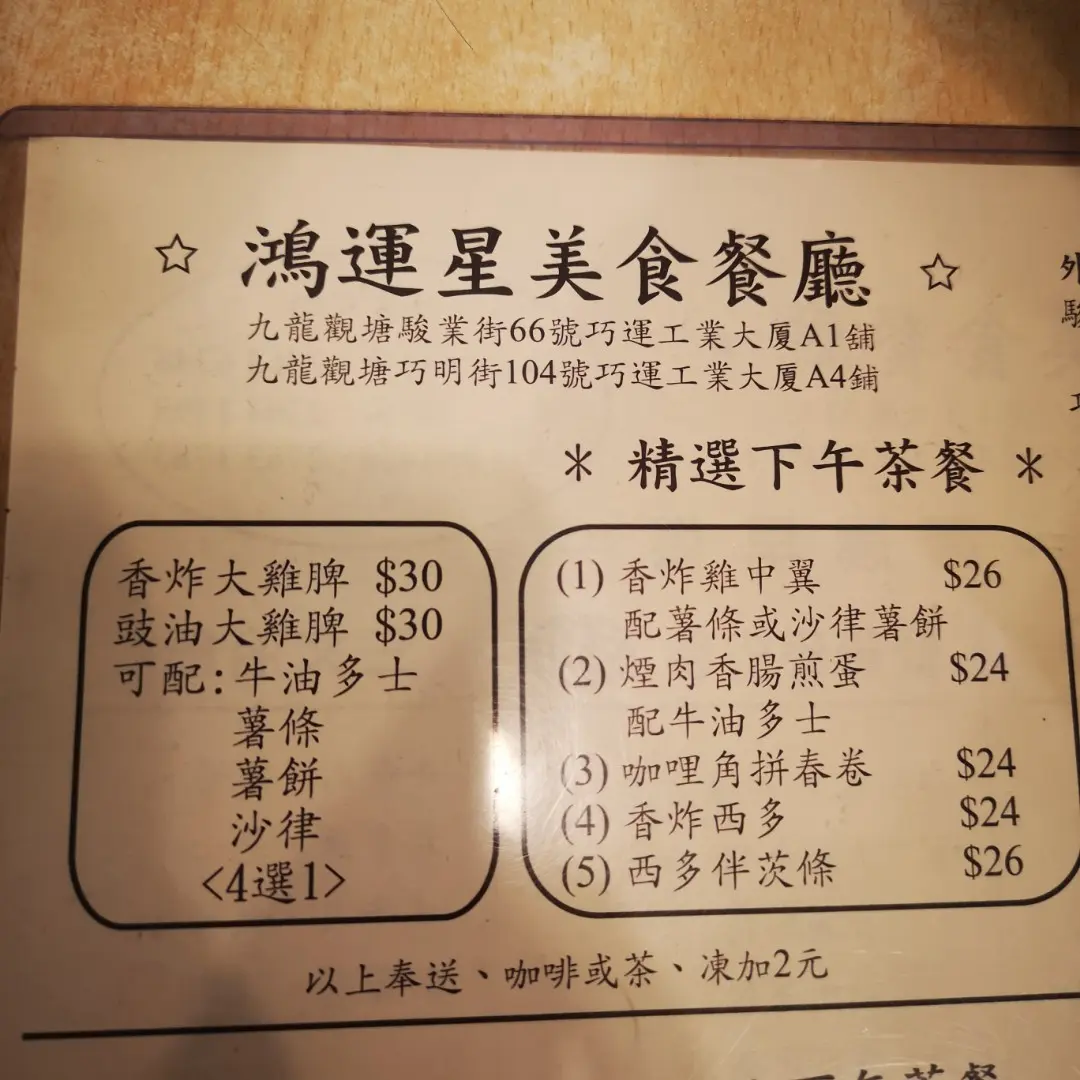 ☆ 鴻運星美食餐廳 ☆
九龍觀塘駿業街66號巧運工業大厦A1舖
九龍觀塘巧明街104號巧運工業大厦A4鋪
外
駿
* 精選下午茶餐 *
香炸大雞脾 $30
豉油大雞脾 $30
可配:牛油多士
薯條
薯餅
沙律
<4選1>
(1) 香炸雞中翼 $26
配薯條或沙律薯餅
(2) 煙肉香腸煎蛋 $24
配牛油多士
(3) 咖哩角拼春卷 $24
(4) 香炸西多 $24
(5) 西多伴茨條 $26
以上奉送、咖啡或茶、凍加2元
下午茶餐